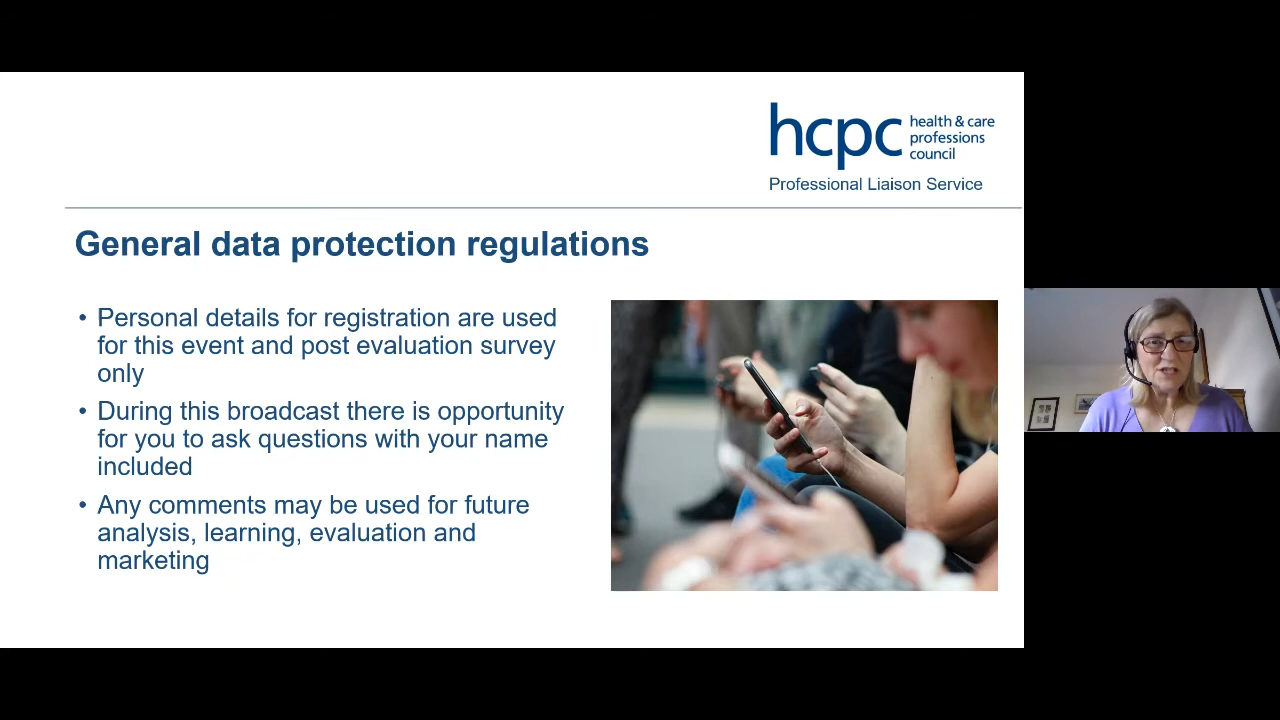 hcpc
health & care
professions
council
Professional Liaison Service
General data protection regulations
• Personal details for registration are used
for this event and post evaluation survey
only
• During this broadcast there is opportunity
for you to ask questions with your name
included
• Any comments may be used for future
analysis, learning, evaluation and
marketing